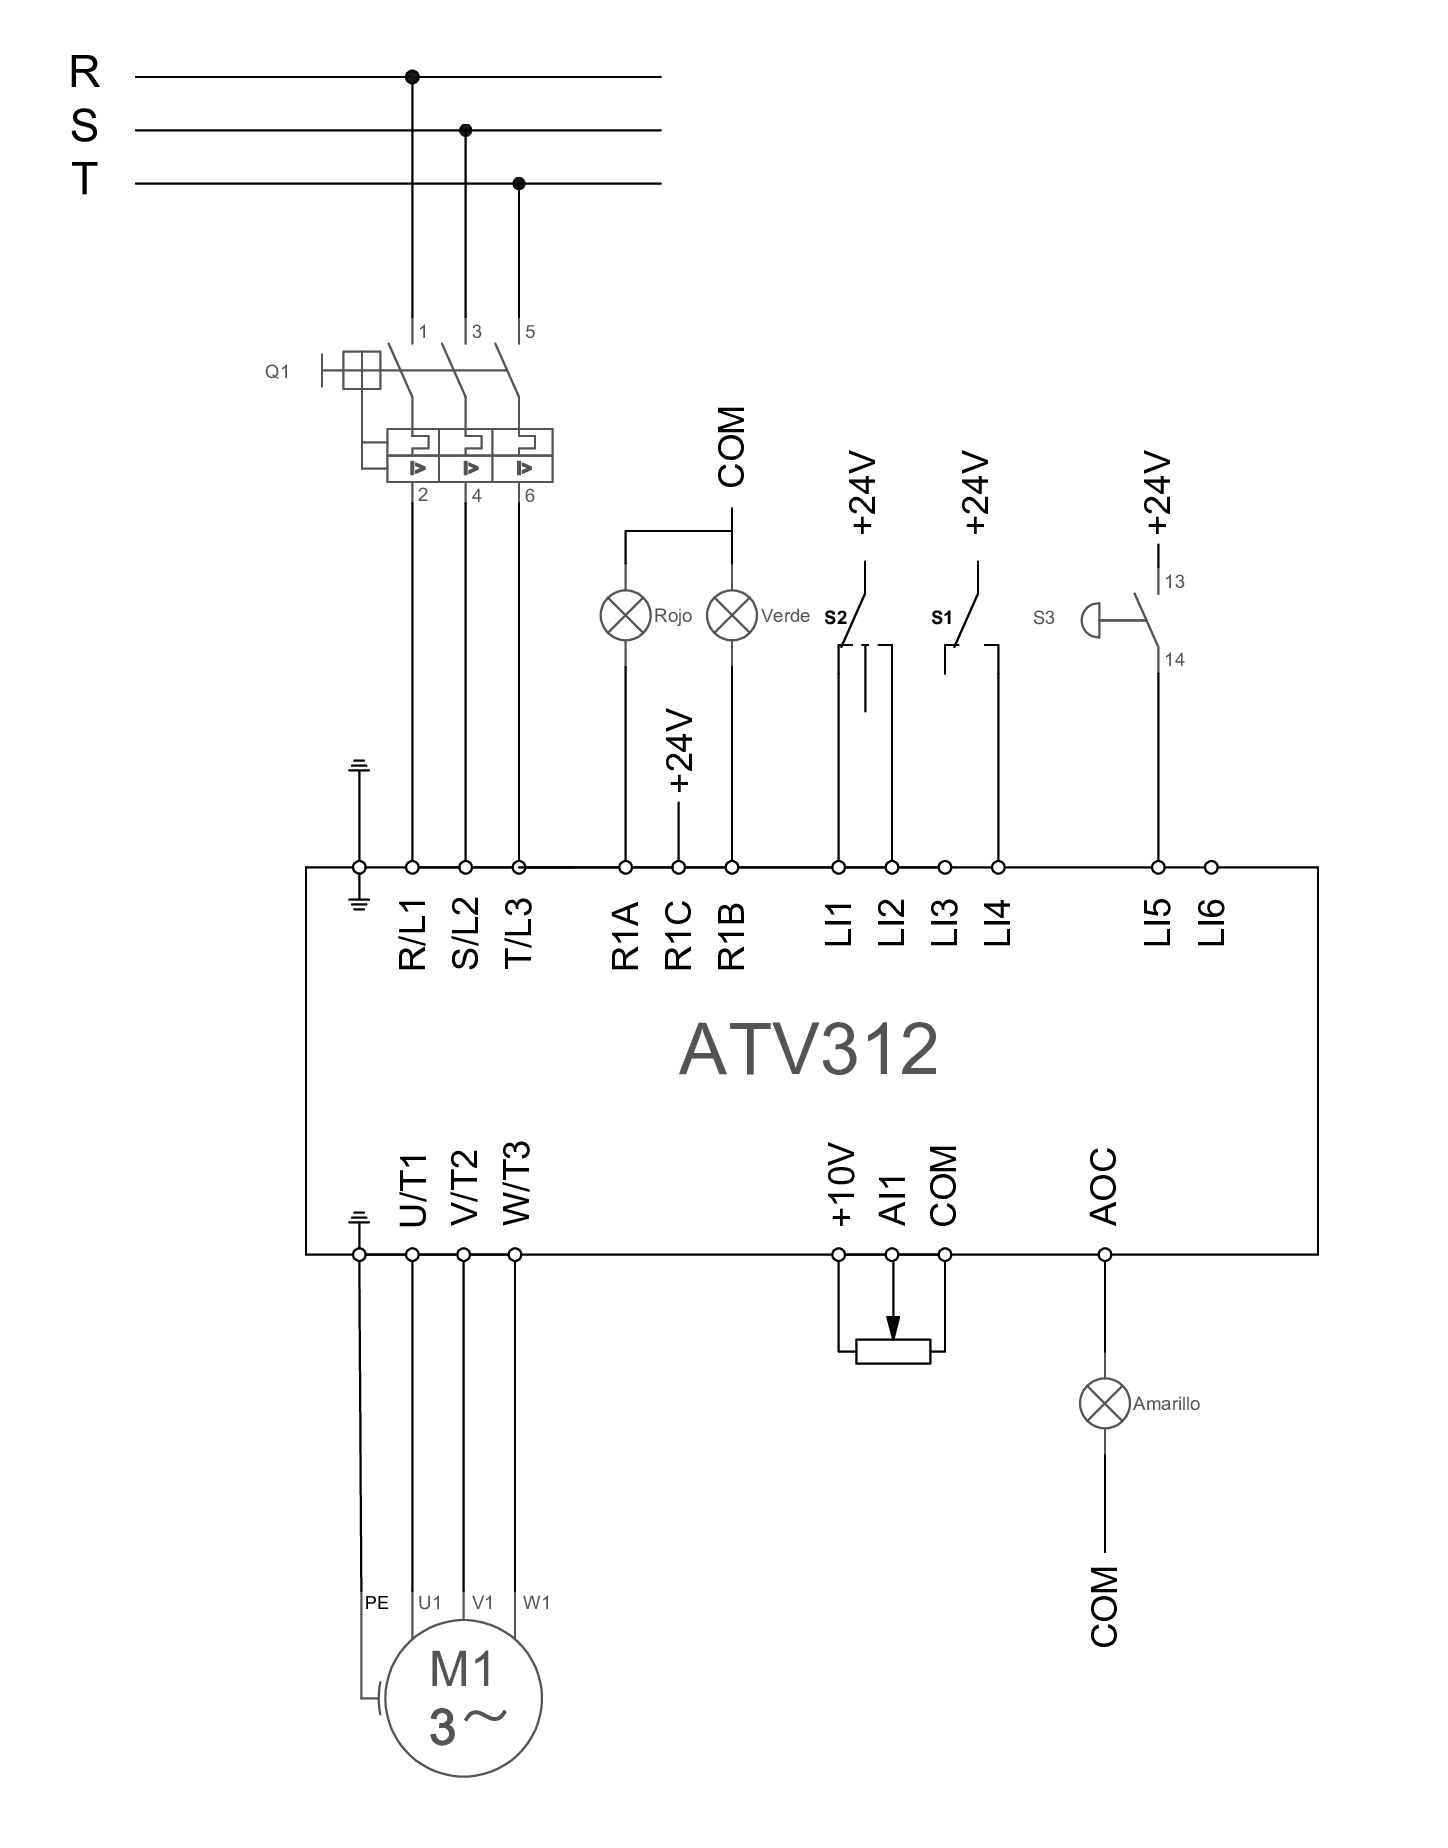 R
S
T
1
3
5
Q1
I>
I>
I>
2
4
6
COM
+24V
+24V
+24V
13
Rojo
Verde
S2
S1
S3
14
+24V
R/L1
S/L2
T/L3
R1A
R1C
R1B
LI1
LI2
LI3
LI4
LI5
LI6
ATV312
U/T1
V/T2
W/T3
+10V
AI1
COM
AOC
Amarillo
COM
PE
U1
V1
W1
M1
3~